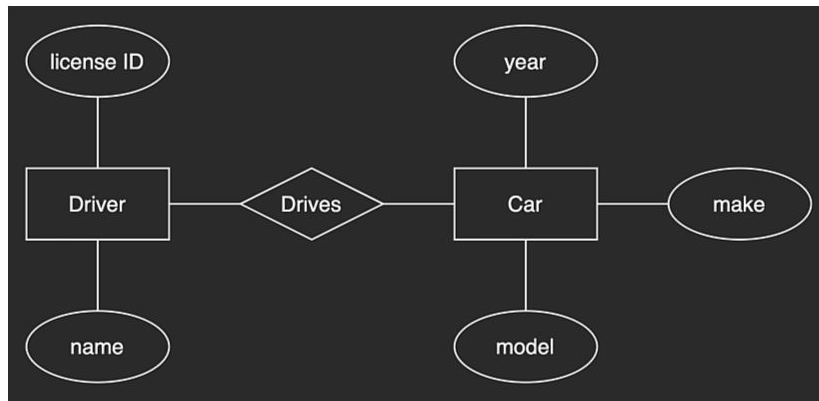 license ID
year
Driver
Drives
Car
make
name
model